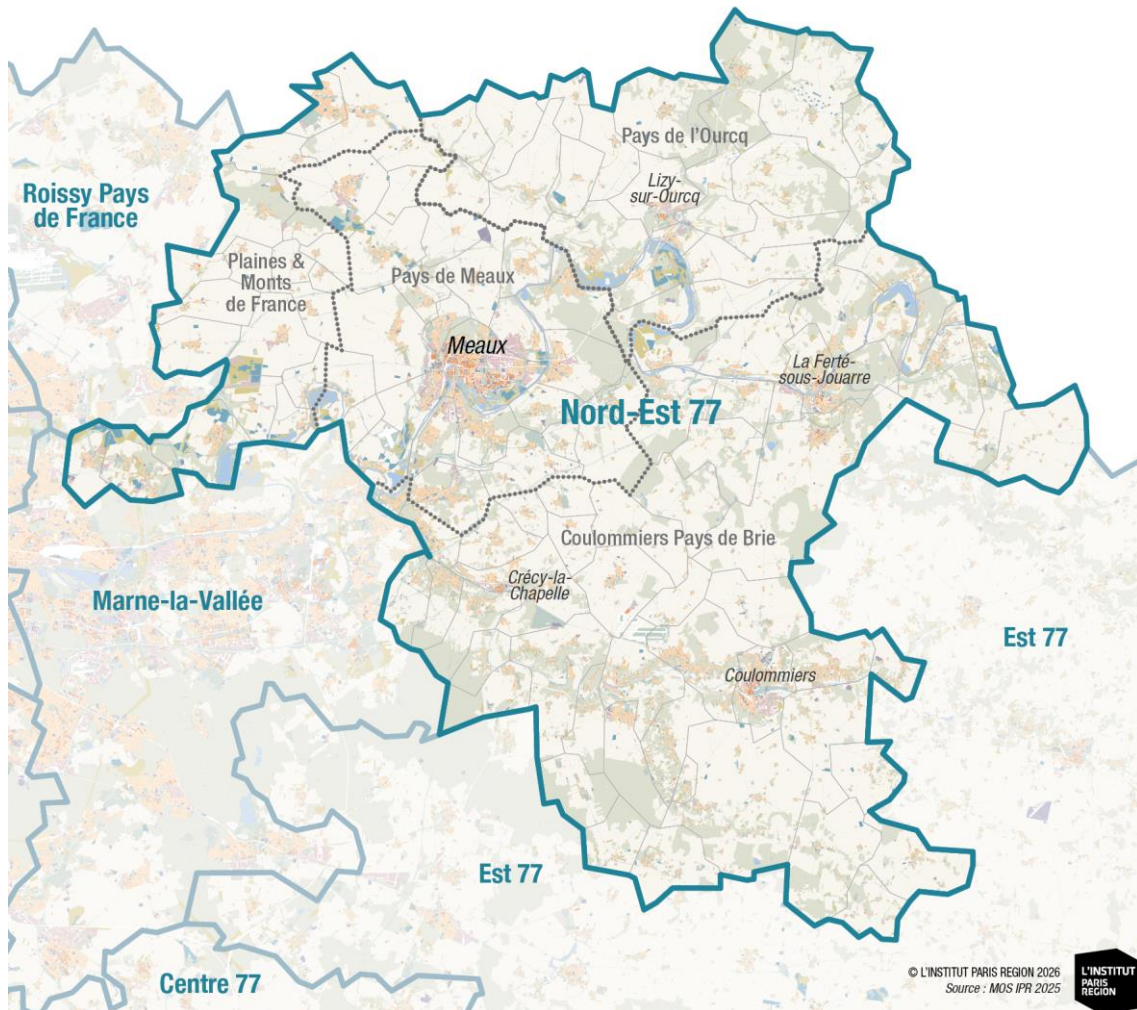 Pays de l'Ourcq
Lizy-
sur-Ourcq
Roissy Pays
de France
Plaines &
Monts
de France
Pays de Meaux
Meaux
La Ferté-
sous-Jouarre
Nord-Est 77
Coulommiers Pays de Brie
Crécy-la-
Chapelle
Marne-la-Vallée
Est 77
Coulommiers
Est 77
Centre 77
© L'INSTITUT PARIS REGION 2026
Source : MOS IPR 2025
L'INSTITUT
PARIS
REGION